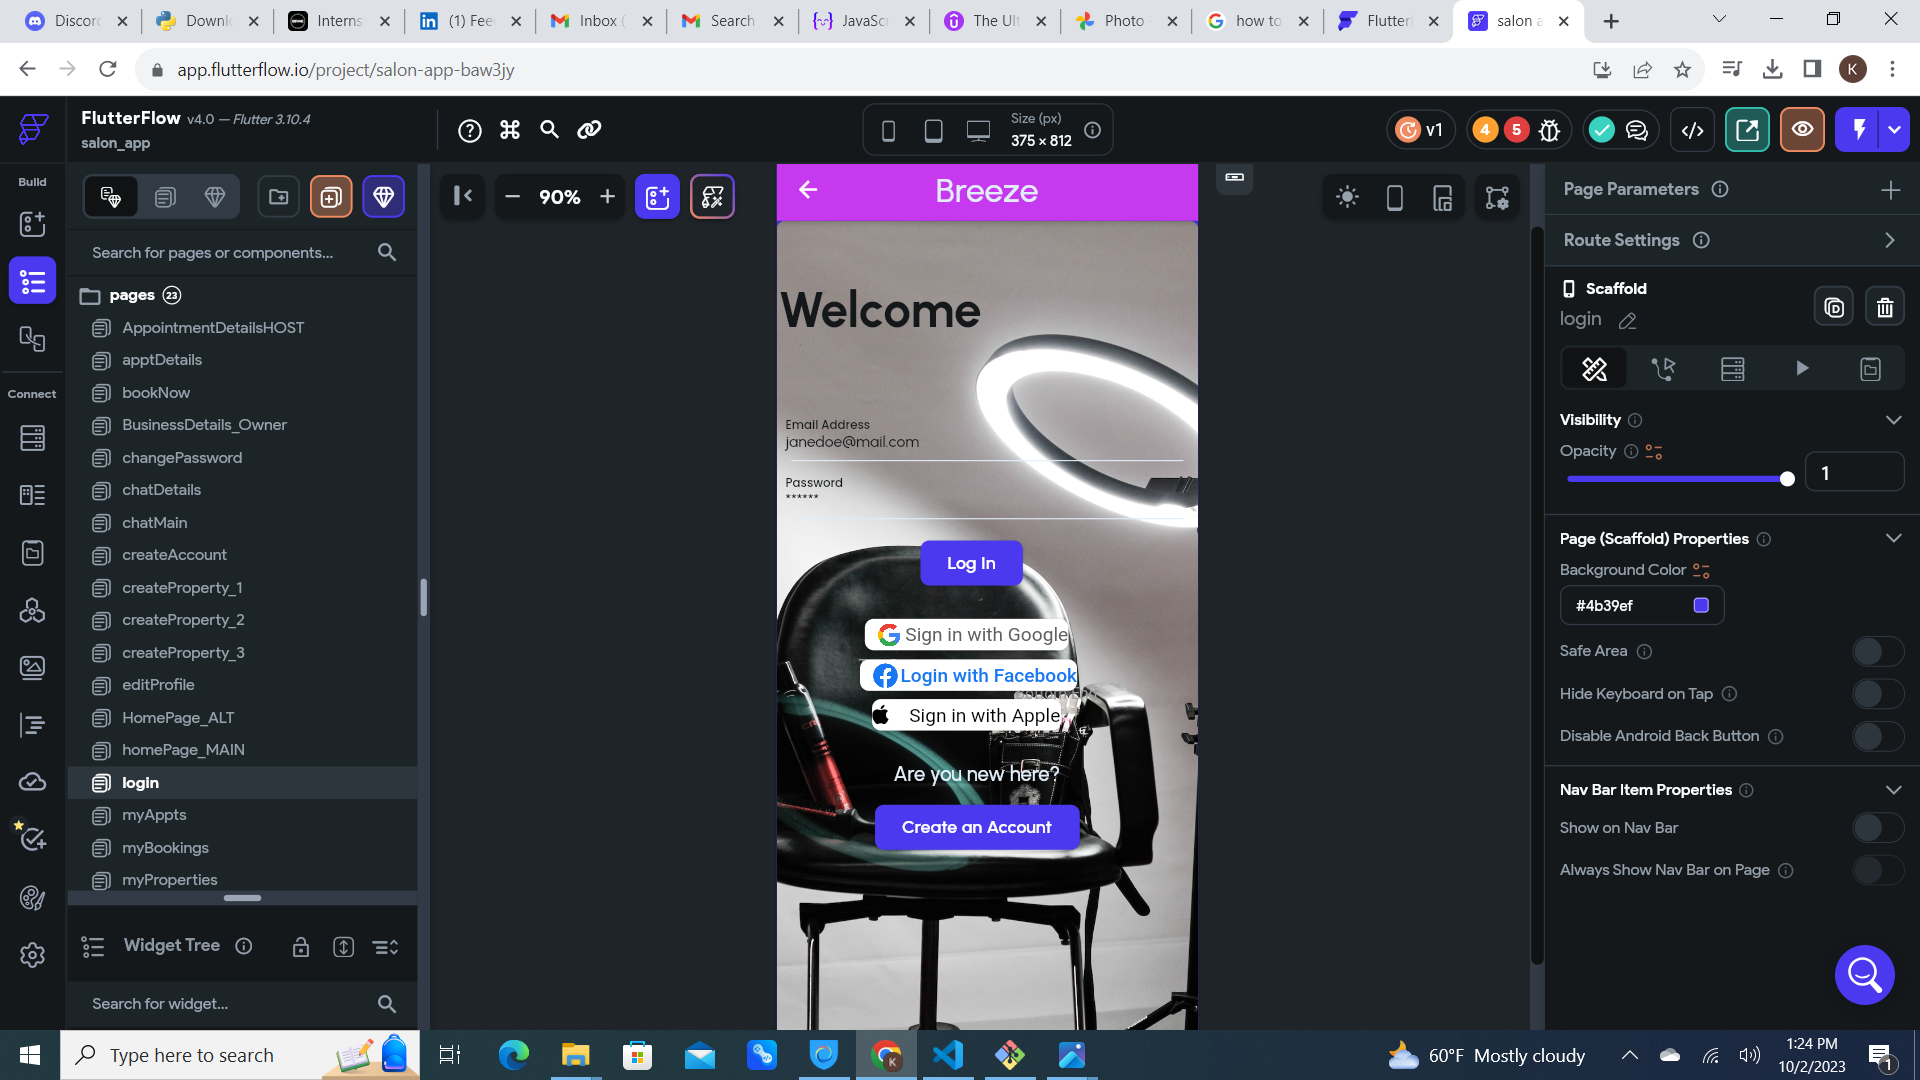 Discord
Downl
Interns
(1) Fee
Inbox (
Search
JavaSc
The Ult
Photo
how to
Flutterf
salon a
app.flutterflow.io/project/salon-app-baw3jy
K
FlutterFlow v4.0 — Flutter 3.10.4
salon_app
Size (px)
375 × 812
v1
4
5
Build
Connect
90%
Search for pages or components...
pages 23
AppointmentDetailsHOST
apptDetails
bookNow
BusinessDetails_Owner
changePassword
chatDetails
chatMain
createAccount
createProperty_1
createProperty_2
createProperty_3
editProfile
HomePage_ALT
homePage_MAIN
login
myAppts
myBookings
myProperties
Widget Tree
Search for widget...
Breeze
Welcome
Email Address
janedoe@mail.com
Password
******
Log In
Sign in with Google
Login with Facebook
Sign in with Apple
Are you new here?
Create an Account
Page Parameters
Route Settings
Scaffold
login
Visibility
Opacity
1
Page (Scaffold) Properties
Background Color
#4b39ef
Safe Area
Hide Keyboard on Tap
Disable Android Back Button
Nav Bar Item Properties
Show on Nav Bar
Always Show Nav Bar on Page
Type here to search
K
60°F Mostly cloudy
1:24 PM
10/2/2023
1